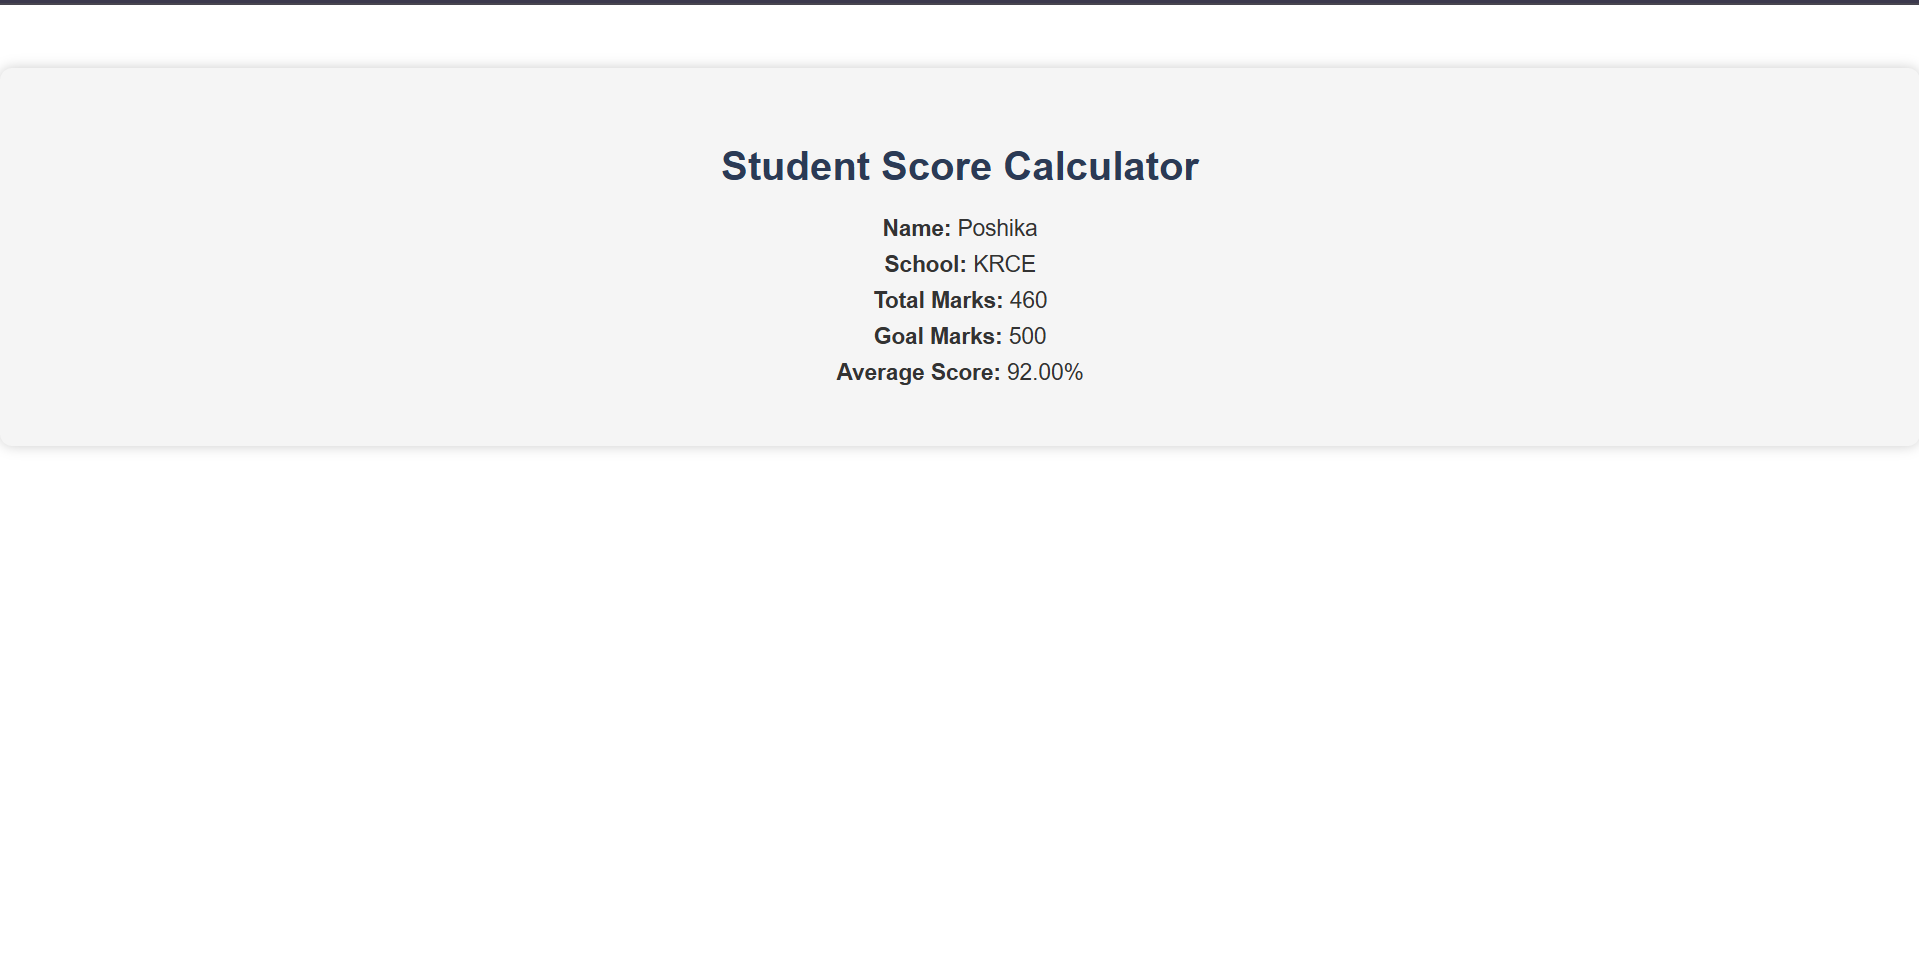 Student Score Calculator
Name: Poshika
School: KRCE
Total Marks: 460
Goal Marks: 500
Average Score: 92.00%